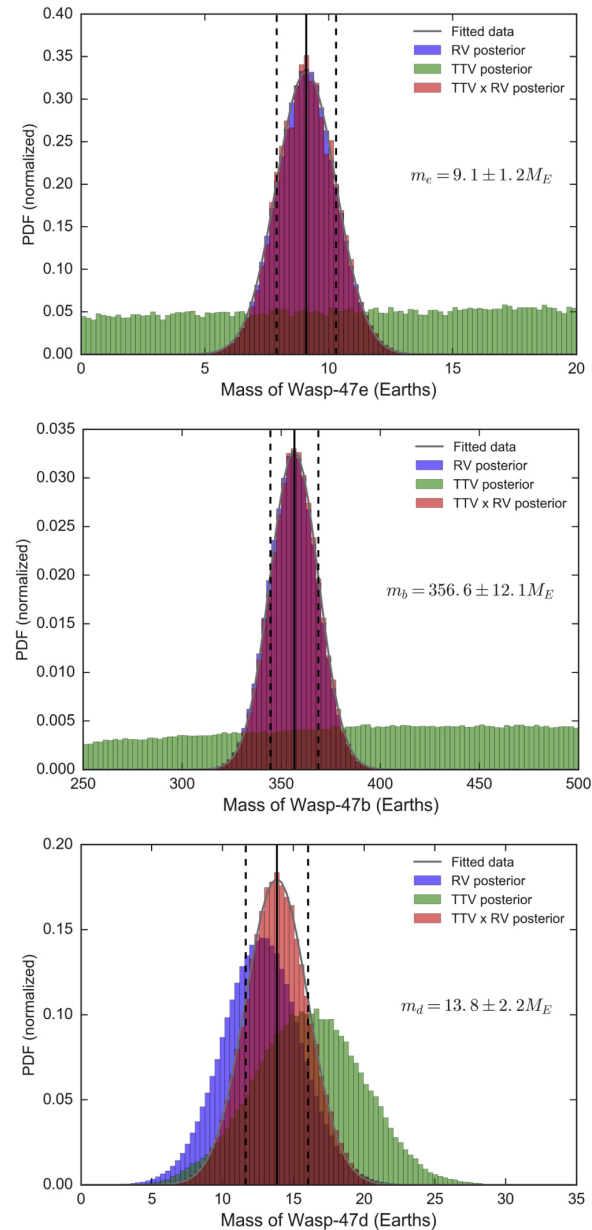 0.40
0.35
0.30
0.25
0.20
0.15
0.10
0.05
0.00
PDF (normalized)
Fitted data
RV posterior
TTV posterior
TTV x RV posterior
m_e = 9.1 ± 1.2M_E
0 5 10 15 20
Mass of Wasp-47e (Earths)
0.035
0.030
0.025
0.020
0.015
0.010
0.005
0.000
PDF (normalized)
Fitted data
RV posterior
TTV posterior
TTV x RV posterior
m_b = 356.6 ± 12.1M_E
250 300 350 400 450 500
Mass of Wasp-47b (Earths)
0.20
0.15
0.10
0.05
0.00
PDF (normalized)
Fitted data
RV posterior
TTV posterior
TTV x RV posterior
m_d = 13.8 ± 2.2M_E
0 5 10 15 20 25 30 35
Mass of Wasp-47d (Earths)